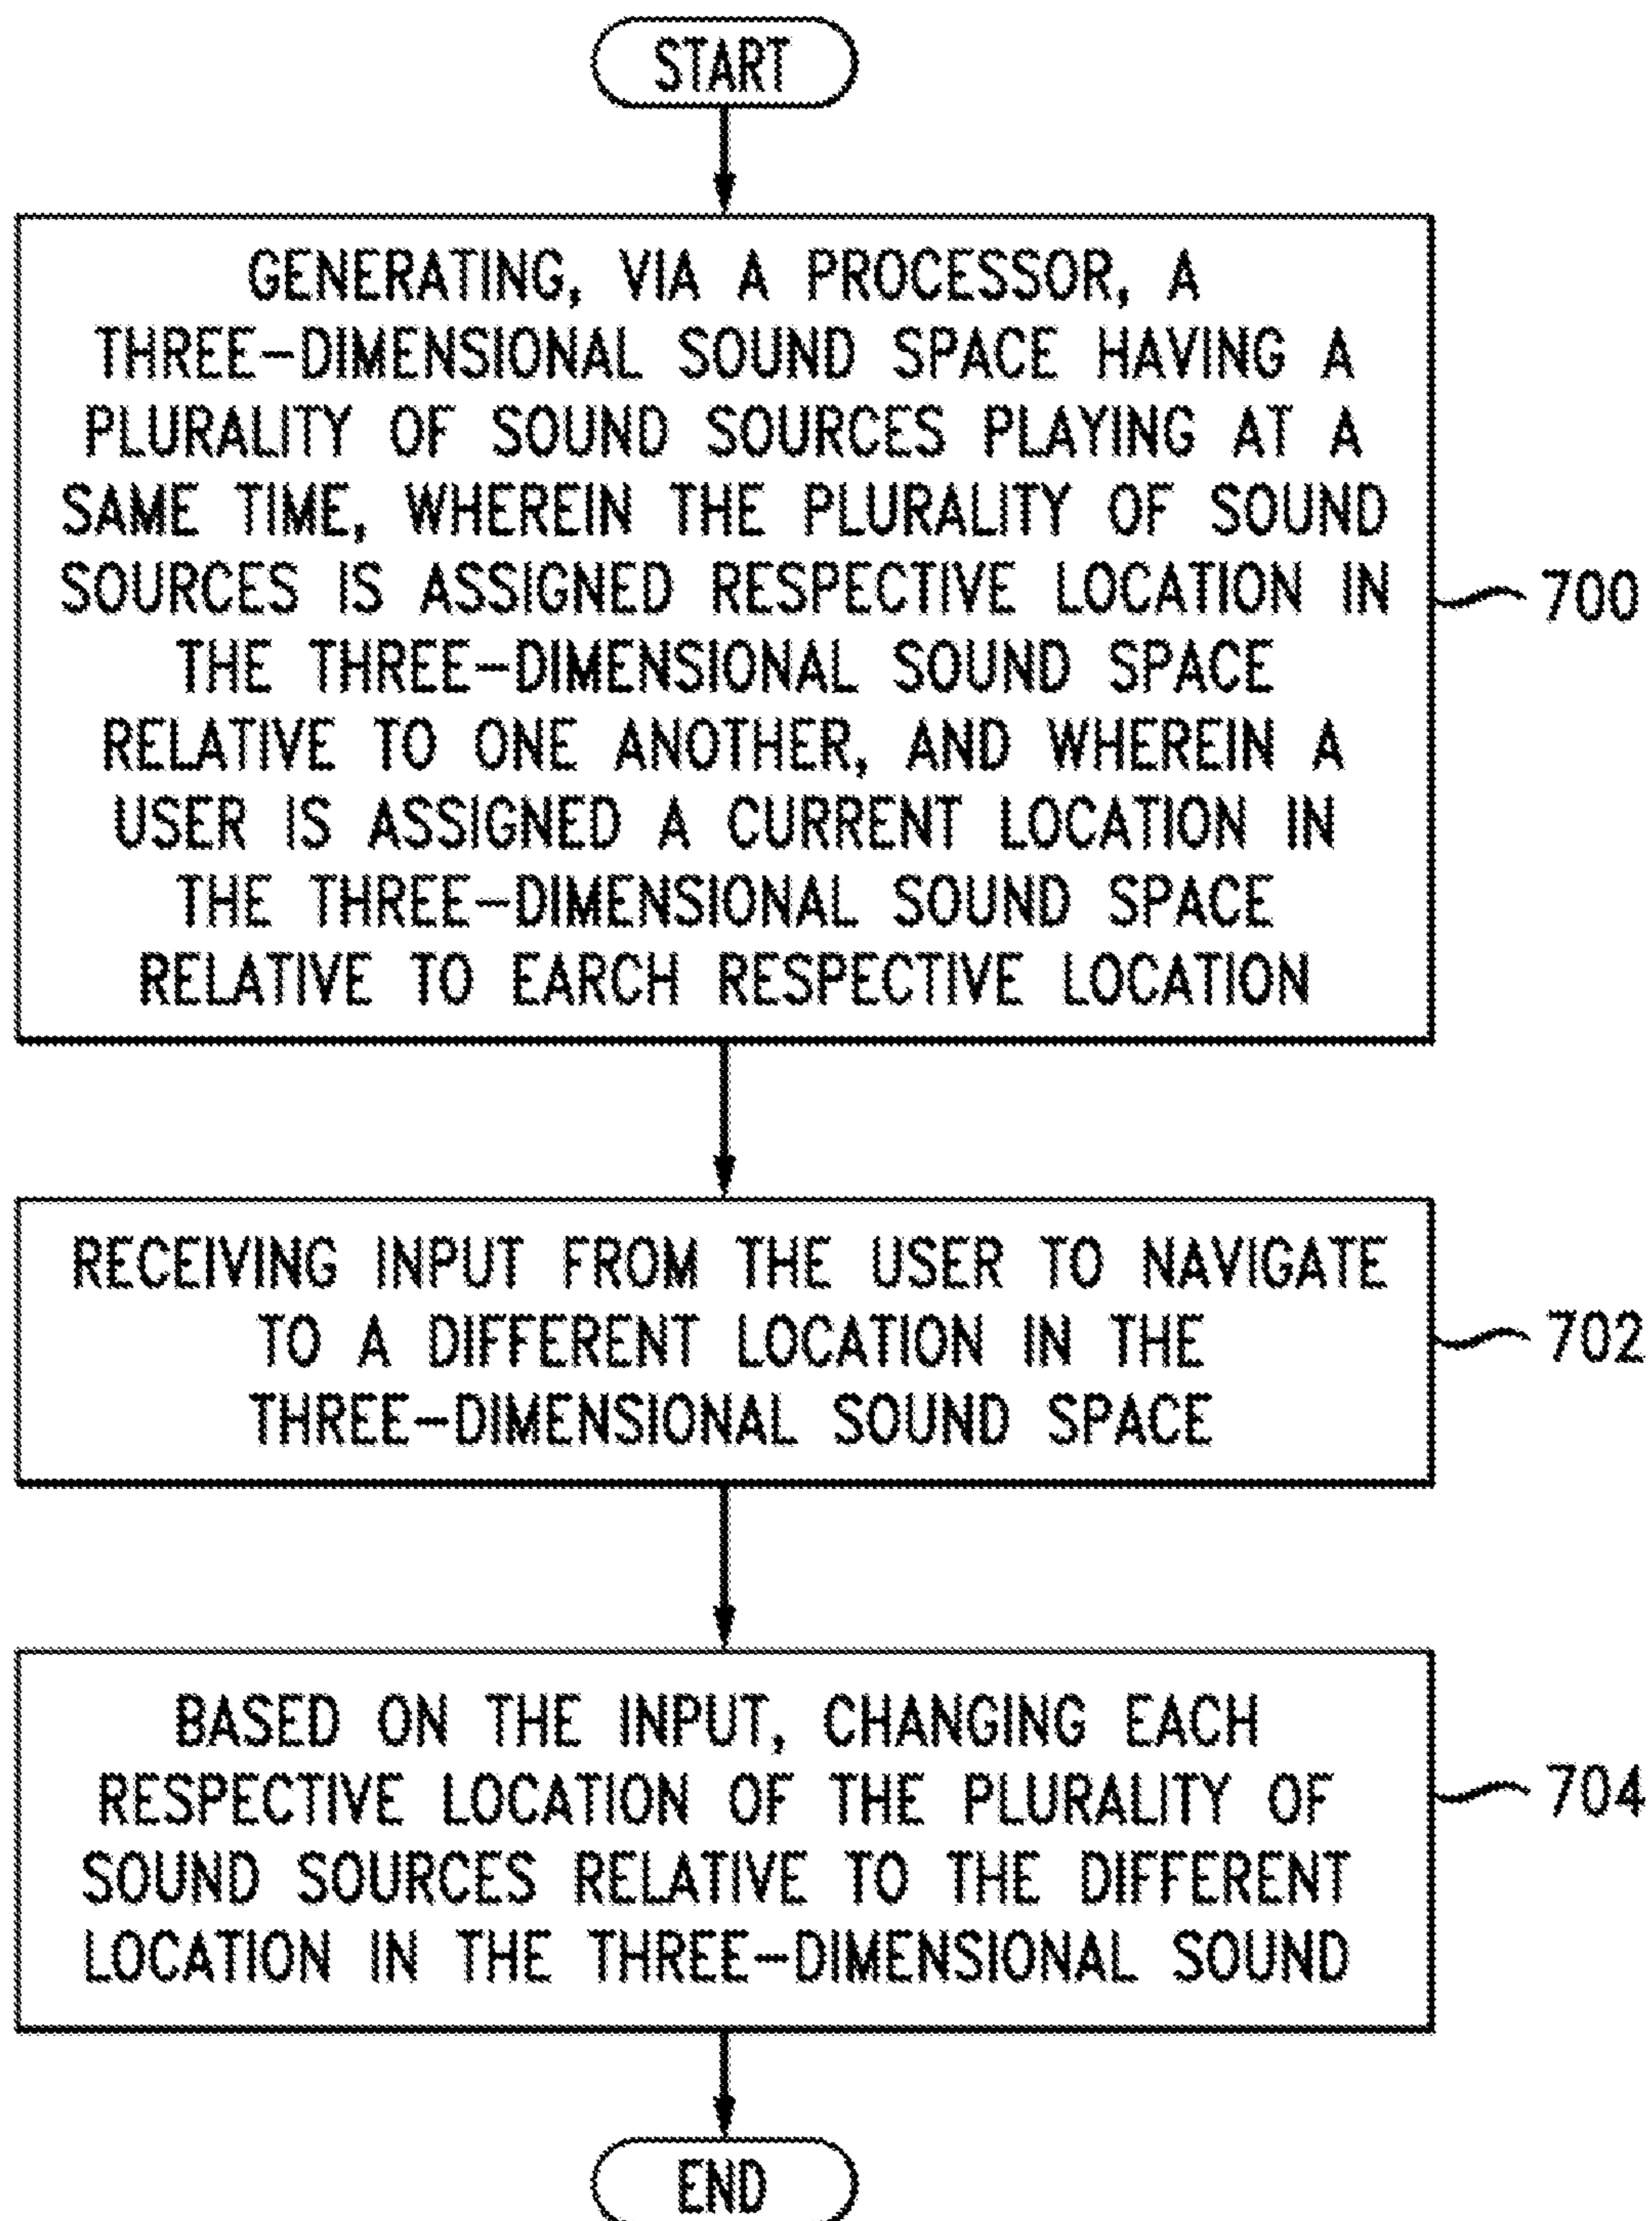 START
GENERATING, VIA A PROCESSOR, A
THREE-DIMENSIONAL SOUND SPACE HAVING A
PLURALITY OF SOUND SOURCES PLAYING AT A
SAME TIME, WHEREIN THE PLURALITY OF SOUND
SOURCES IS ASSIGNED RESPECTIVE LOCATION IN
THE THREE-DIMENSIONAL SOUND SPACE
RELATIVE TO ONE ANOTHER, AND WHEREIN A
USER IS ASSIGNED A CURRENT LOCATION IN
THE THREE-DIMENSIONAL SOUND SPACE
RELATIVE TO EARCH RESPECTIVE LOCATION
700
RECEIVING INPUT FROM THE USER TO NAVIGATE
TO A DIFFERENT LOCATION IN THE
THREE-DIMENSIONAL SOUND SPACE
702
BASED ON THE INPUT, CHANGING EACH
RESPECTIVE LOCATION OF THE PLURALITY OF
SOUND SOURCES RELATIVE TO THE DIFFERENT
LOCATION IN THE THREE-DIMENSIONAL SOUND
704
END